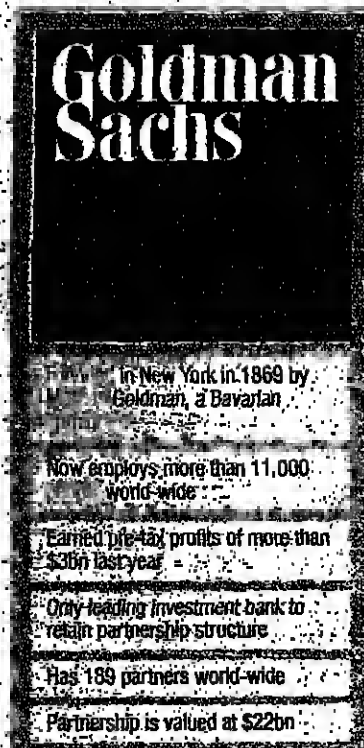 Goldman
Sachs
in New York in 1869 by
Goldman, a Bavarian
Now employs more than 11,000
world-wide
Earned pre-tax profits of more than
$3bn last year
Only leading investment bank to
retain partnership structure
Has 189 partners world-wide
Partnership is valued at $22bn